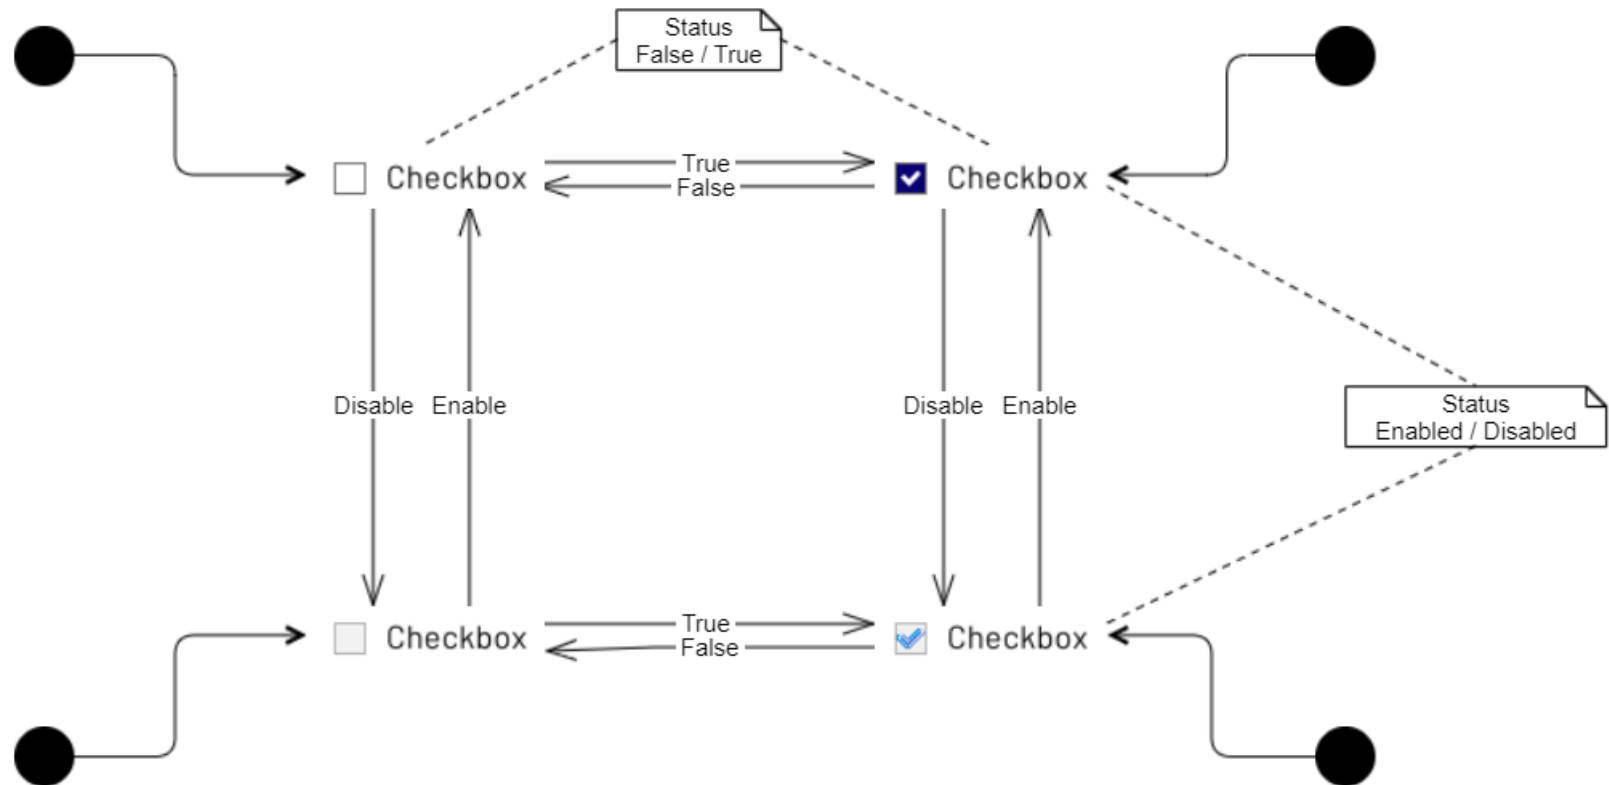 Status
False / True
Checkbox
True
False
Checkbox
Disable
Enable
Disable
Enable
Status
Enabled / Disabled
Checkbox
True
False
Checkbox